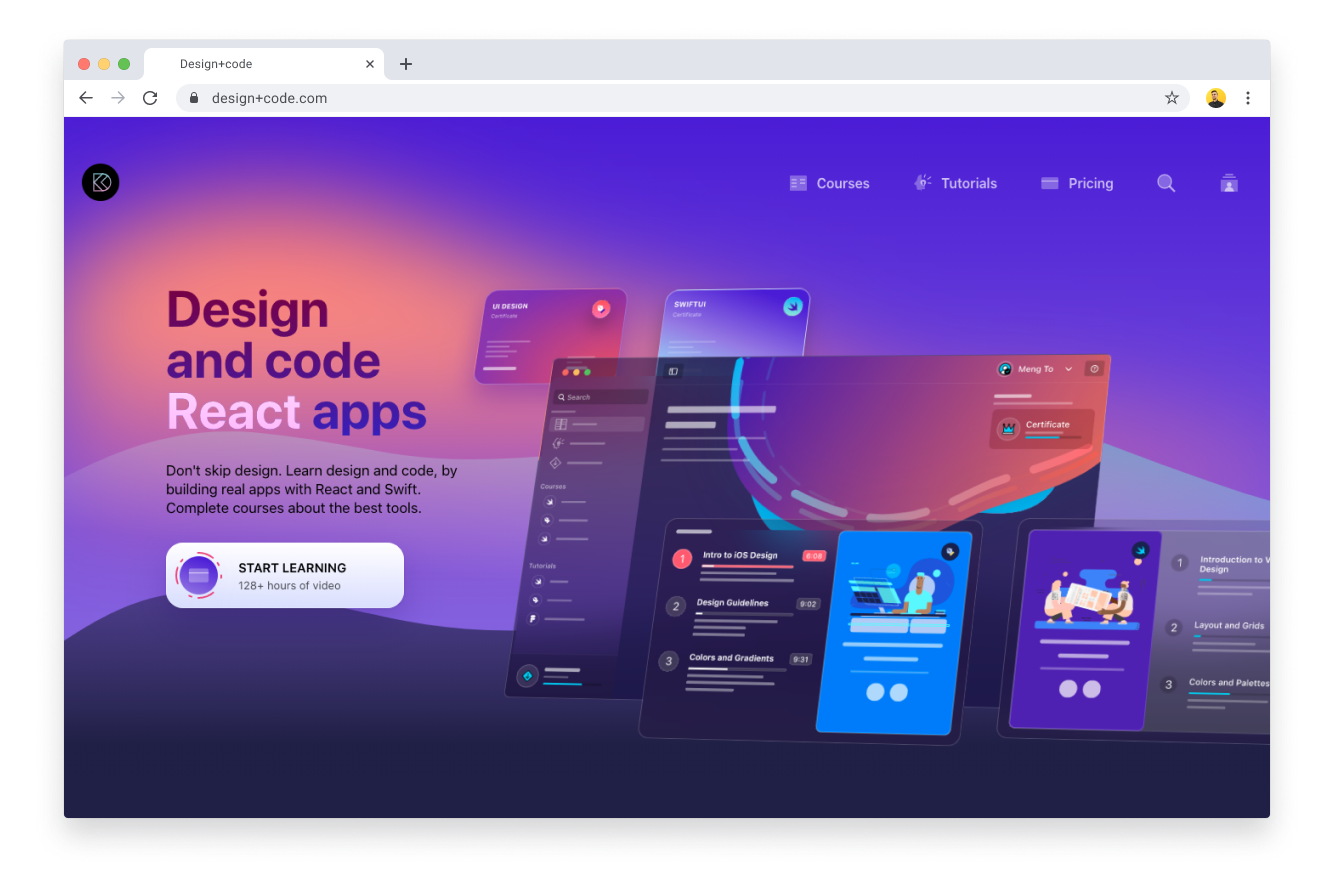 Design+code
design+code.com
Courses
Tutorials
Pricing
Design
and code
React apps
Don't skip design. Learn design and code, by
building real apps with React and Swift.
Complete courses about the best tools.
START LEARNING
128+ hours of video
UI DESIGN
Certificate
SWIFTUI
Certificate
Meng To
Search
Certificate
Courses
Tutorials
1
Intro to iOS Design
6:08
2
Design Guidelines
9:02
3
Colors and Gradients
9:31
1
Introduction to V
Design
2
Layout and Grids
3
Colors and Palettes